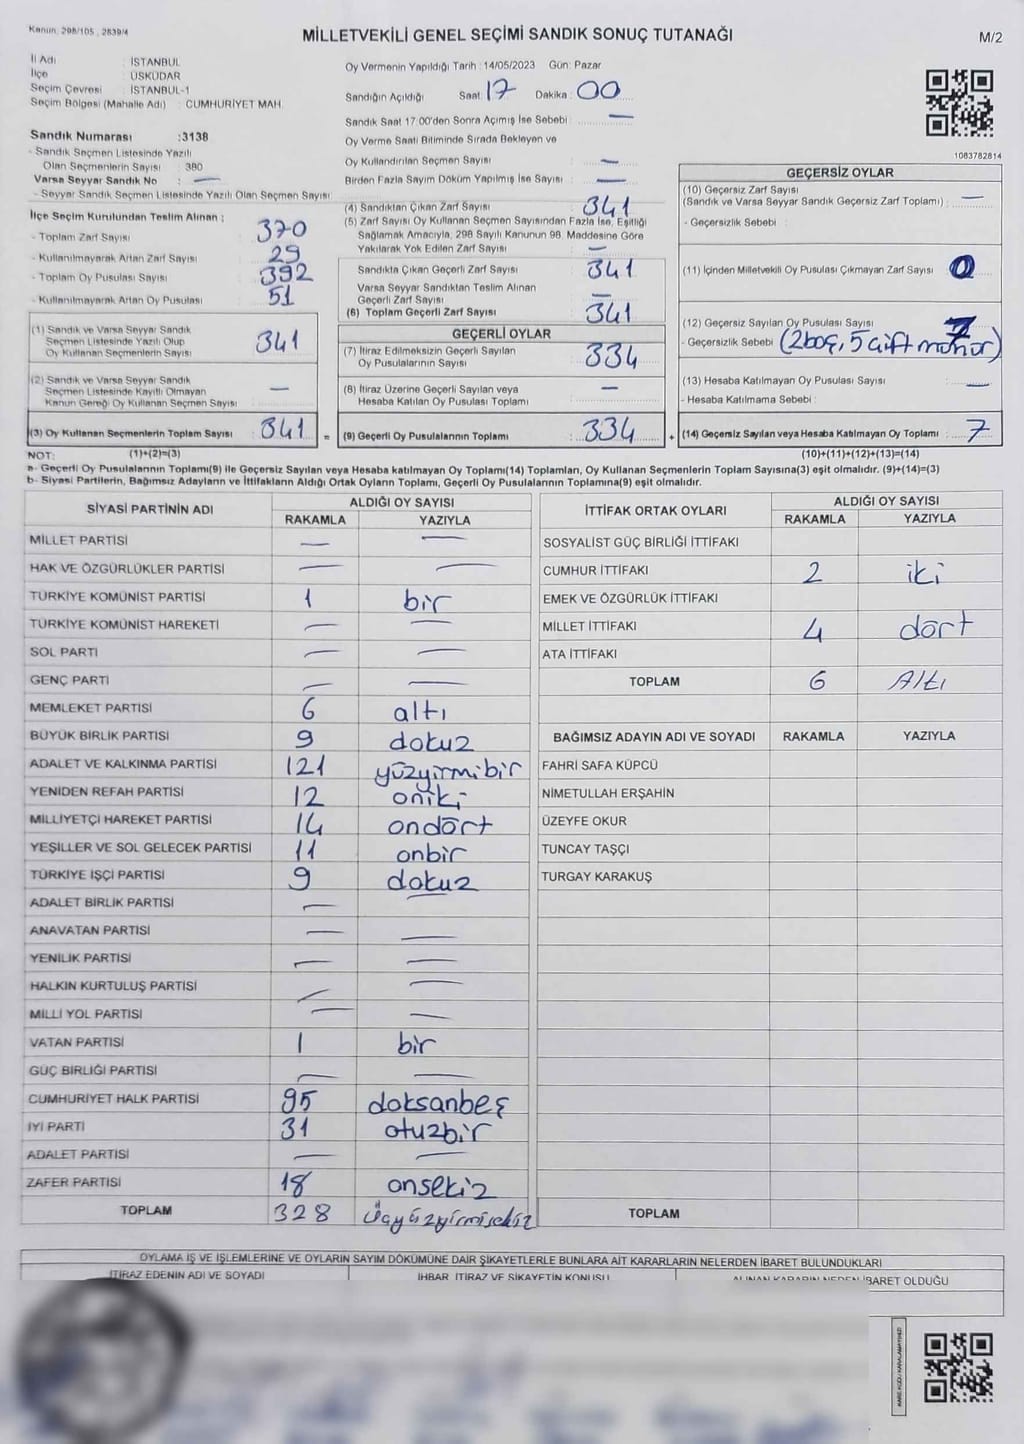 Kanun: 298/105 , 2839/4
MİLLETVEKİLİ GENEL SEÇİMİ SANDIK SONUÇ TUTANAĞI
M/2
İl Adı : İSTANBUL
İlçe : ÜSKÜDAR
Seçim Çevresi : İSTANBUL-1
Seçim Bölgesi (Mahalle Adı) : CUMHURİYET MAH.
Sandık Numarası :3138
- Sandık Seçmen Listesinde Yazılı
Olan Seçmenlerin Sayısı : 380
Varsa Seyyar Sandık No : —
- Seyyar Sandık Seçmen Listesinde Yazılı Olan Seçmen Sayısı
İlçe Seçim Kurulundan Teslim Alınan :
- Toplam Zarf Sayısı : 370
- Kullanılmayarak Artan Zarf Sayısı : 29
- Toplam Oy Pusulası Sayısı : 392
- Kullanılmayarak Artan Oy Pusulası : 51
(1) Sandık ve Varsa Seyyar Sandık
Seçmen Listesinde Yazılı Olup
Oy Kullanan Seçmenlerin Sayısı : 341
(2) Sandık ve Varsa Seyyar Sandık
Seçmen Listesinde Kayıtlı Olmayan
Kanun Gereği Oy Kullanan Seçmen Sayısı : —
(3) Oy Kullanan Seçmenlerin Toplam Sayısı : 341 =
Oy Vermenin Yapıldığı Tarih : 14/05/2023 Gün: Pazar
Sandığın Açıldığı Saat : 17 Dakika : 00
Sandık Saat 17:00'den Sonra Açımış İse Sebebi : —
Oy Verme Saati Bitiminde Sırada Bekleyen ve
Oy Kullandırılan Seçmen Sayısı : —
Birden Fazla Sayım Döküm Yapılmış İse Sayısı : —
(4) Sandıktan Çıkan Zarf Sayısı : 341
(5) Zarf Sayısı Oy Kullanan Seçmen Sayısından Fazla İse, Eşitliği
Sağlamak Amacıyla, 298 Sayılı Kanunun 98. Maddesine Göre
Yakılarak Yok Edilen Zarf Sayısı : —
Sandıkta Çıkan Geçerli Zarf Sayısı : 341
Varsa Seyyar Sandıktan Teslim Alınan
Geçerli Zarf Sayısı : —
(6) Toplam Geçerli Zarf Sayısı : 341
GEÇERLİ OYLAR
(7) İtiraz Edilmeksizin Geçerli Sayılan
Oy Pusulalarının Sayısı : 334
(8) İtiraz Üzerine Geçerli Sayılan veya
Hesaba Katılan Oy Pusulası Toplamı : —
(9) Geçerli Oy Pusulalarının Toplamı : 334 +
1083782814
GEÇERSİZ OYLAR
(10) Geçersiz Zarf Sayısı
(Sandık ve Varsa Seyyar Sandık Geçersiz Zarf Toplamı) : —
- Geçersizlik Sebebi :
(11) İçinden Milletvekili Oy Pusulası Çıkmayan Zarf Sayısı : 0
(12) Geçersiz Sayılan Oy Pusulası Sayısı : 7
- Geçersizlik Sebebi : (2boş, 5 çift mühür)
(13) Hesaba Katılmayan Oy Pusulası Sayısı : —
- Hesaba Katılmama Sebebi :
(14) Geçersiz Sayılan veya Hesaba Katılmayan Oy Toplamı : 7
NOT: (1)+(2)=(3) (10)+(11)+(12)+(13)=(14)
a- Geçerli Oy Pusulalarının Toplamı(9) ile Geçersiz Sayılan veya Hesaba katılmayan Oy Toplamı(14) Toplamları, Oy Kullanan Seçmenlerin Toplam Sayısına(3) eşit olmalıdır. (9)+(14)=(3)
b- Siyasi Partilerin, Bağımsız Adayların ve İttifakların Aldığı Ortak Oyların Toplamı, Geçerli Oy Pusulalarının Toplamına(9) eşit olmalıdır.
SİYASİ PARTİNİN ADI ALDIĞI OY SAYISI
RAKAMLA YAZIYLA
MİLLET PARTİSİ — —
HAK VE ÖZGÜRLÜKLER PARTİSİ — —
TÜRKİYE KOMÜNİST PARTİSİ 1 bir
TÜRKİYE KOMÜNİST HAREKETİ — —
SOL PARTİ — —
GENÇ PARTİ — —
MEMLEKET PARTİSİ 6 altı
BÜYÜK BİRLİK PARTİSİ 9 dokuz
ADALET VE KALKINMA PARTİSİ 121 yüzyirmibir
YENİDEN REFAH PARTİSİ 12 oniki
MİLLİYETÇİ HAREKET PARTİSİ 14 ondört
YEŞİLLER VE SOL GELECEK PARTİSİ 11 onbir
TÜRKİYE İŞÇİ PARTİSİ 9 dokuz
ADALET BİRLİK PARTİSİ —
ANAVATAN PARTİSİ — —
YENİLİK PARTİSİ — —
HALKIN KURTULUŞ PARTİSİ — —
MİLLİ YOL PARTİSİ — —
VATAN PARTİSİ 1 bir
GÜÇ BİRLİĞİ PARTİSİ — —
CUMHURİYET HALK PARTİSİ 95 doksanbeş
İYİ PARTİ 31 otuzbir
ADALET PARTİSİ — —
ZAFER PARTİSİ 18 onsekiz
TOPLAM 328 üçyüzyirmisekiz
İTTİFAK ORTAK OYLARI ALDIĞI OY SAYISI
RAKAMLA YAZIYLA
SOSYALİST GÜÇ BİRLİĞİ İTTİFAKI
CUMHUR İTTİFAKI 2 iki
EMEK VE ÖZGÜRLÜK İTTİFAKI
MİLLET İTTİFAKI 4 dört
ATA İTTİFAKI
TOPLAM 6 Altı
BAĞIMSIZ ADAYIN ADI VE SOYADI RAKAMLA YAZIYLA
FAHRİ SAFA KÜPCÜ
NİMETULLAH ERŞAHİN
ÜZEYFE OKUR
TUNCAY TAŞÇI
TURGAY KARAKUŞ
TOPLAM
OYLAMA İŞ VE İŞLEMLERİNE VE OYLARIN SAYIM DÖKÜMÜNE DAİR ŞİKAYETLERLE BUNLARA AİT KARARLARIN NELERDEN İBARET BULUNDUKLARI
İTİRAZ EDENİN ADI VE SOYADI İHBAR, İTİRAZ VE ŞİKAYETİN KONUSU ALINAN KARARIN NEDEN İBARET OLDUĞU